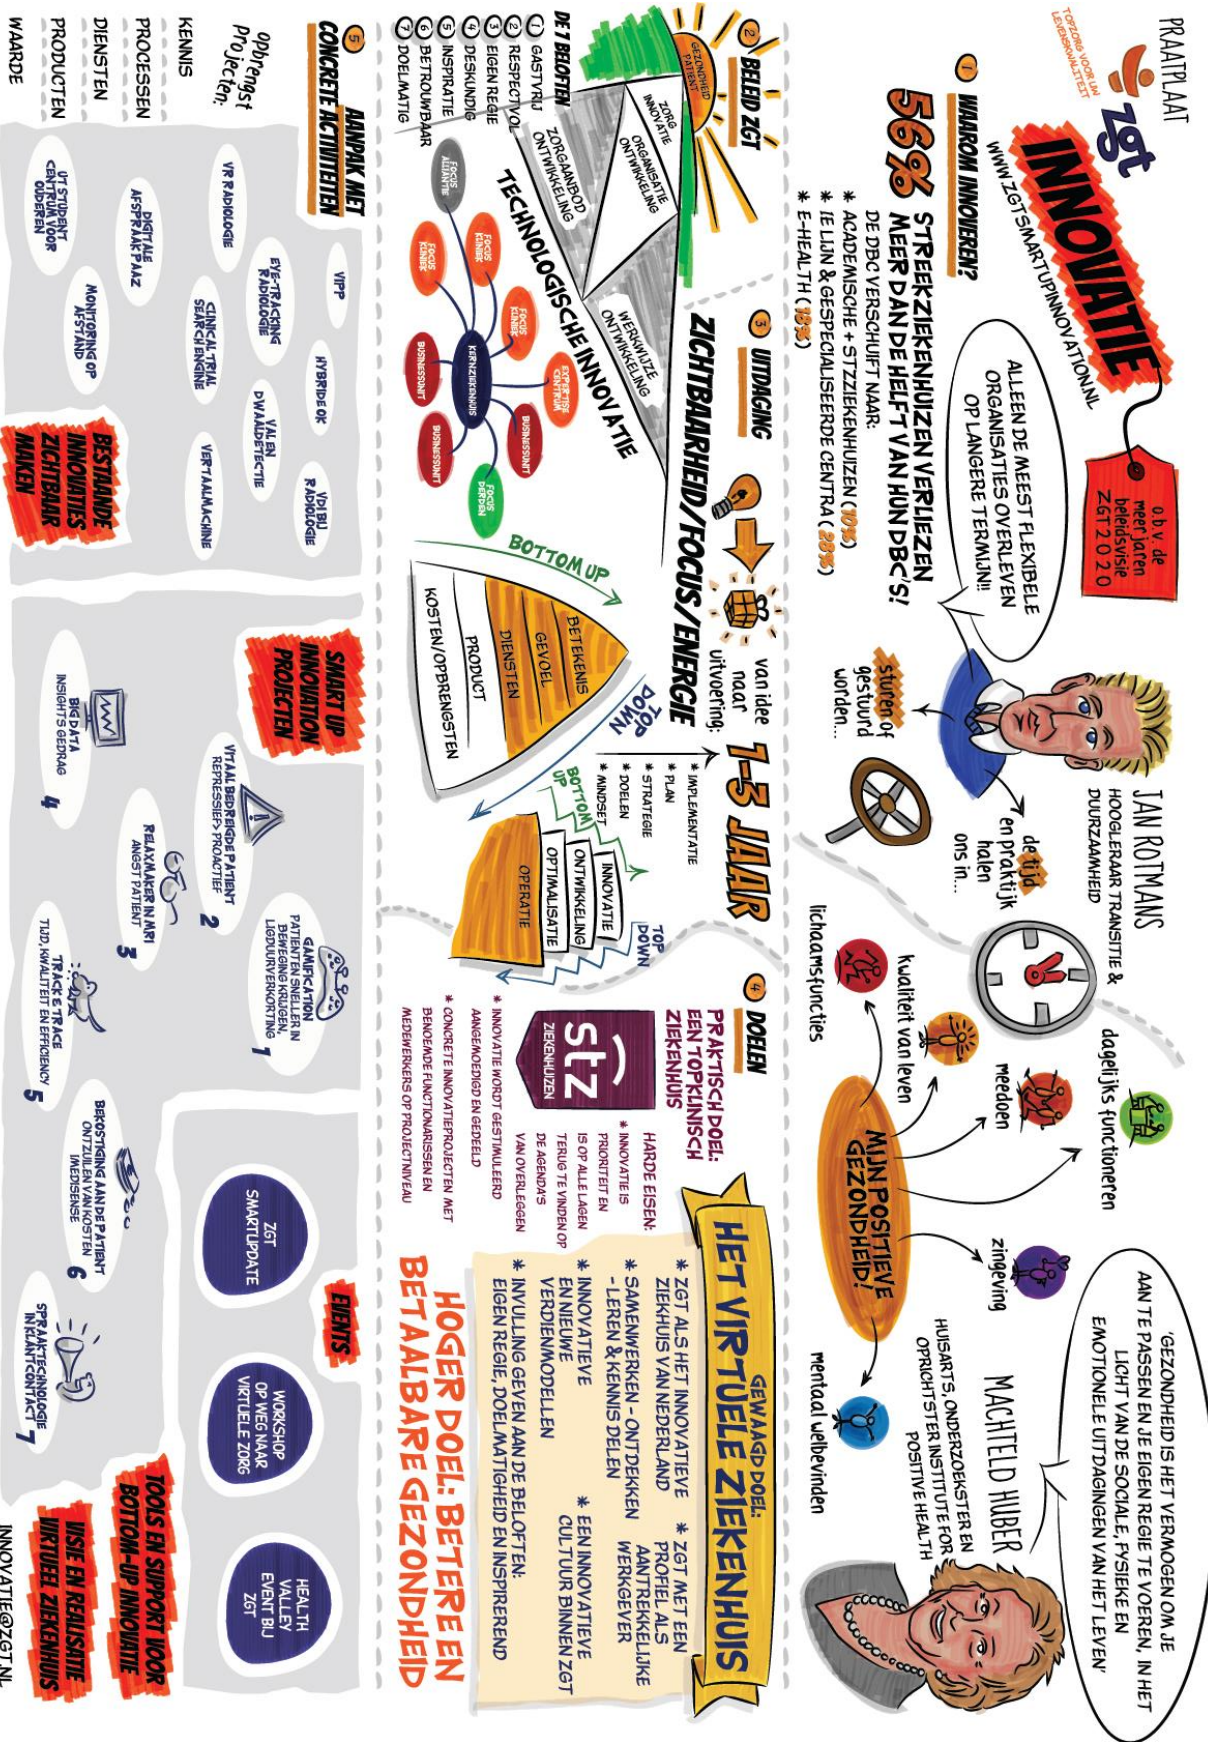 PRAATPLAAT
zgt
TOPZORG VOOR UW
LEVENSKWALITEIT
INNOVATIE
WWW.ZGTSMARTUPINNOVATION.NL
o.b.v. de
meer jaren
beleidsvisie
ZGT2020
1 WAAROM INNOVEREN?
56% STREEKZIEKENHUIZEN VERLIEZEN
MEER DAN DE HELFT VAN HUN DBC'S!
DE DBC VERSCHUIFT NAAR:
* ACADEMISCHE + STZ ZIEKENHUIZEN (10%)
* 1E LIJN & GESPECIALISEERDE CENTRA (28%)
* E-HEALTH (18%)
ALLEEN DE MEEST FLEXIBELE
ORGANISATIES OVERLEVEN
OP LANGERE TERMIJN!!
JAN ROTMANS
HOOGLERAAR TRANSITIE &
DUURZAAMHEID
sturen of
gestuurd
worden...
de tijd
en praktijk
halen
ons in...
MIJN POSITIEVE
GEZONDHEID!
lichaamsfuncties
kwaliteit van leven
meedoen
dagelijks functioneren
zingeving
mentaal welbevinden
'GEZONDHEID IS HET VERMOGEN OM JE
AAN TE PASSEN EN JE EIGEN REGIE TE VOEREN, IN HET
LICHT VAN DE SOCIALE, FYSIEKE EN
EMOTIONELE UITDAGINGEN VAN HET LEVEN'
MACHTELD HUBER
HUISARTS, ONDERZOEKSTER EN
OPRICHTSTER INSTITUTE FOR
POSITIVE HEALTH
2 BELEID ZGT
GEZONDHEID
PATIENT
ZORG
INNOVATIE
ORGANISATIE
ONTWIKKELING
ZORGAANBOD
ONTWIKKELING
WERKWIJZE
ONTWIKKELING
TECHNOLOGISCHE INNOVATIE
DE 7 BELOFTEN
1 GASTVRIJ
2 RESPECTVOL
3 EIGEN REGIE
4 DESKUNDIG
5 INSPIRATIE
6 BETROUWBAAR
7 DOELMATIG
FOCUS
ALLIANTIE
FOCUS
KLINIEK
FOCUS
KLINIEK
FOCUS
KLINIEK
EXPERTISE
CENTRUM
KERNZIEKENHUIS
BUSINESSUNIT
BUSINESSUNIT
BUSINESSUNIT
FOCUS
DERDEN
3 UITDAGING
ZICHTBAARHEID/FOCUS/ENERGIE
van idee
naar
uitvoering:
1-3 JAAR
* IMPLEMENTATIE
* PLAN
* STRATEGIE
* DOELEN
* MINDSET
BOTTOM UP
TOP
DOWN
BETEKENIS
GEVOEL
DIENSTEN
PRODUCT
KOSTEN/OPBRENGSTEN
BOTTOM
UP
TOP
DOWN
INNOVATIE
ONTWIKKELING
OPTIMALISATIE
OPERATIE
4 DOELEN
PRAKTISCH DOEL:
EEN TOPKLINISCH
ZIEKENHUIS
stz
ZIEKENHUIZEN
HARDE EISEN:
* INNOVATIE IS
PRIORITEIT EN
IS OP ALLE LAGEN
TERUG TE VINDEN OP
DE AGENDA'S
VAN OVERLEGGEN
* INNOVATIE WORDT GESTIMULEERD
AANGEMOEDIGD EN GEDEELD
* CONCRETE INNOVATIEPROJECTEN MET
BENOEMDE FUNCTIONARISSEN EN
MEDEWERKERS OP PROJECTNIVEAU
GEWAAGD DOEL:
HET VIRTUELE ZIEKENHUIS
* ZGT ALS HET INNOVATIEVE
ZIEKHUIS VAN NEDERLAND
* SAMENWERKEN - ONTDEKKEN
- LEREN & KENNIS DELEN
* INNOVATIEVE
EN NIEUWE
VERDIENMODELLEN
* ZGT MET EEN
PROFIEL ALS
AANTREKKELIJKE
WERKGEVER
* EEN INNOVATIEVE
CULTUUR BINNEN ZGT
* INVULLING GEVEN AAN DE BELOFTEN:
EIGEN REGIE, DOELMATIGHEID EN INSPIREREND
HOGER DOEL: BETERE EN
BETAALBARE GEZONDHEID
5 AANPAK MET
CONCRETE ACTIVITEITEN
opbrengst
projecten:
KENNIS
PROCESSEN
DIENSTEN
PRODUCTEN
WAARDE
VIPP
HYBRIDE OK
VDI BIJ
RADIOLOGIE
EYE-TRACKING
RADIOLOGIE
VAL EN
DWAALDETECTIE
VR RADIOLOGIE
CLINICAL TRIAL
SEARCH ENGINE
VERTAALMACHINE
DIGITALE
AFSPRAAK PAAZ
MONITORING OP
AFSTAND
UT STUDENT
CENTRUM VOOR
OUDEREN
BESTAANDE
INNOVATIES
ZICHTBAAR
MAKEN
SMART UP
INNOVATION
PROJECTEN
GAMIFICATION
PATIENTEN SNELLER IN
BEWEGING KRIJGEN,
LIGDUURVERKORTING
1
VITAAL BEDREIGDE PATIENT
REPRESSIEF > PROACTIEF
2
RELAXMAKER IN MRI
ANGST PATIENT
3
BIG DATA
INSIGHTS GEDRAG
4
TRACK & TRACE
TIJD, KWALITEIT EN EFFICIENCY
5
BEKOSTIGING AAN DE PATIENT
ONTZUILEN VAN KOSTEN
IMEDISENSE
6
SPRAAKTECHNOLOGIE
IN KLANTCONTACT
7
EVENTS
ZGT
SMARTUPDATE
WORKSHOP
OP WEG NAAR
VIRTUELE ZORG
HEALTH
VALLEY
EVENT BIJ
ZGT
TOOLS EN SUPPORT VOOR
BOTTOM-UP INNOVATIE
VISIE EN REALISATIE
VIRTUEEL ZIEKENHUIS
INNOVATIE@ZGT.NL